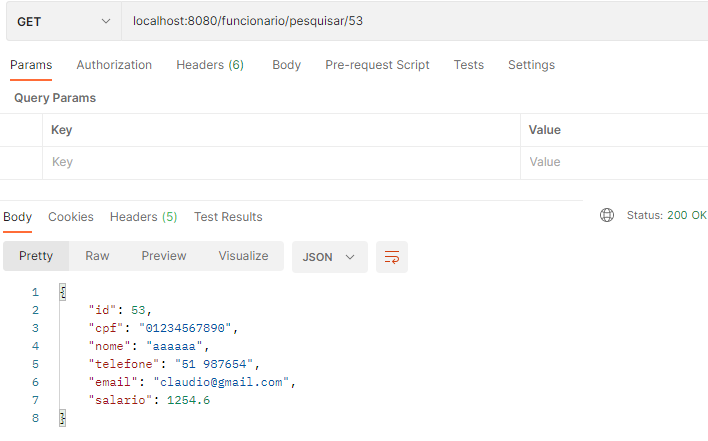 GET localhost:8080/funcionario/pesquisar/53
Params Authorization Headers (6) Body Pre-request Script Tests Settings
Query Params
Key Value
Key Value
Body Cookies Headers (5) Test Results Status: 200 OK
Pretty Raw Preview Visualize JSON
1 {
2 "id": 53,
3 "cpf": "01234567890",
4 "nome": "aaaaaa",
5 "telefone": "51 987654",
6 "email": "claudio@gmail.com",
7 "salario": 1254.6
8 }